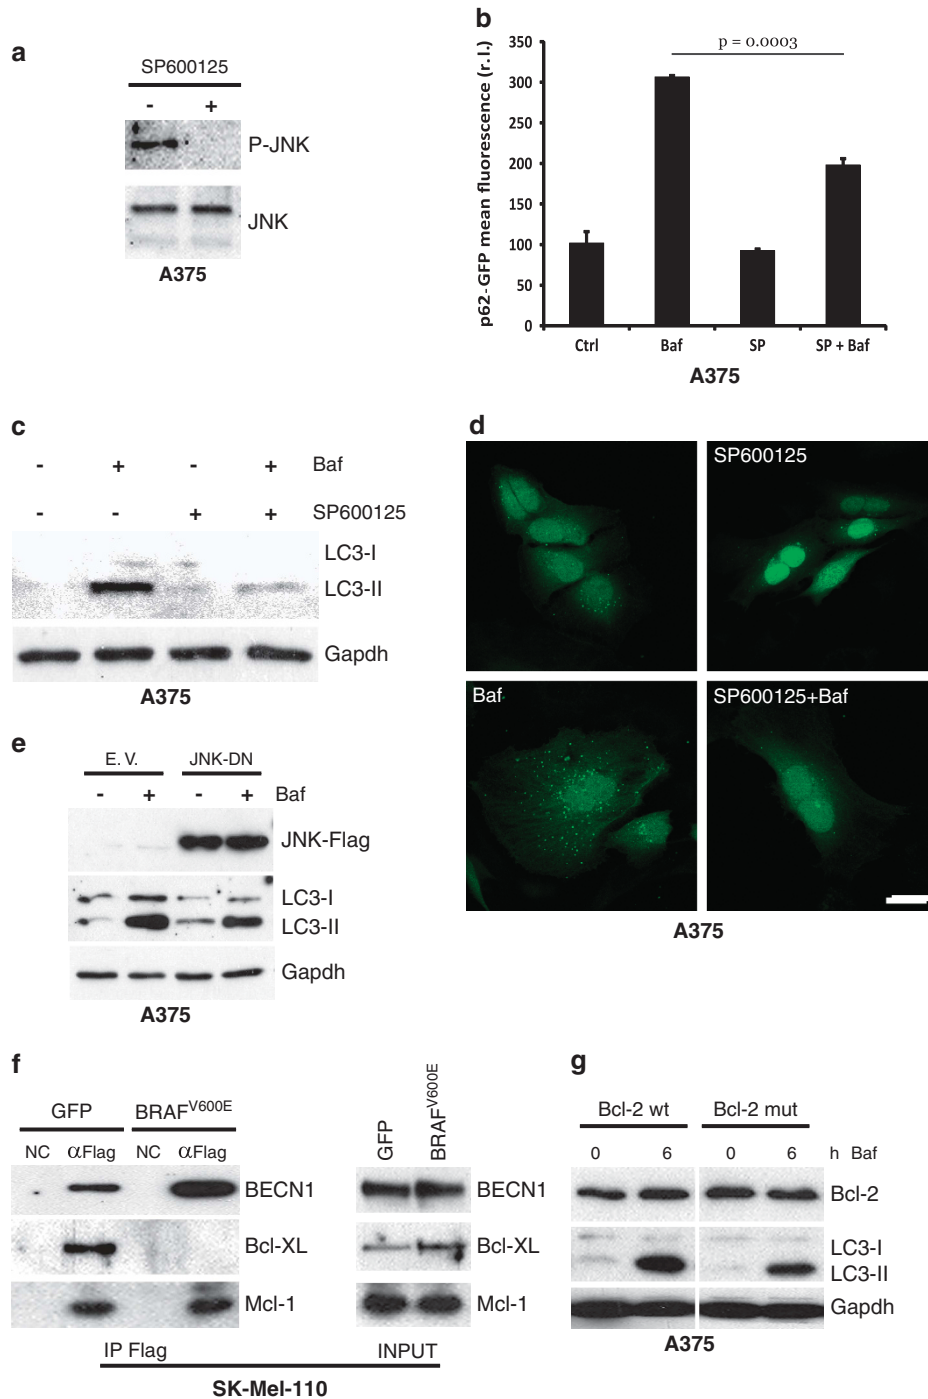 a
SP600125
- +
P-JNK
JNK
A375
b
p62-GFP mean fluorescence (r.l.)
350
300
250
200
150
100
50
0
p = 0.0003
Ctrl Baf SP SP + Baf
A375
c
- + - + Baf
- - + + SP600125
LC3-I
LC3-II
Gapdh
A375
d
SP600125
Baf
SP600125+Baf
A375
e
E. V. JNK-DN
- + - + Baf
JNK-Flag
LC3-I
LC3-II
Gapdh
A375
f
GFP BRAF^V600E
NC αFlag NC αFlag
BECN1
Bcl-XL
Mcl-1
IP Flag
GFP
BRAF^V600E
BECN1
Bcl-XL
Mcl-1
INPUT
SK-Mel-110
g
Bcl-2 wt Bcl-2 mut
0 6 0 6 h Baf
Bcl-2
LC3-I
LC3-II
Gapdh
A375